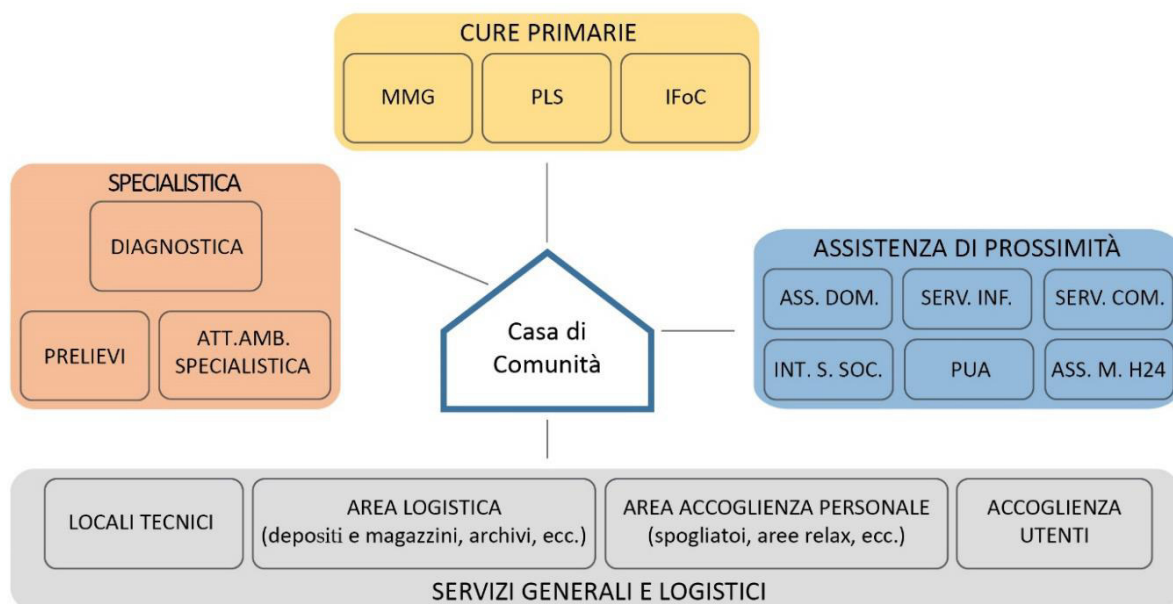 CURE PRIMARIE
MMG
PLS
IFoC
SPECIALISTICA
DIAGNOSTICA
PRELIEVI
ATT.AMB.
SPECIALISTICA
ASSISTENZA DI PROSSIMITÀ
ASS. DOM.
SERV. INF.
SERV. COM.
INT. S. SOC.
PUA
ASS. M. H24
Casa di
Comunità
LOCALI TECNICI
AREA LOGISTICA
(depositi e magazzini, archivi, ecc.)
AREA ACCOGLIENZA PERSONALE
(spogliatoi, aree relax, ecc.)
ACCOGLIENZA
UTENTI
SERVIZI GENERALI E LOGISTICI